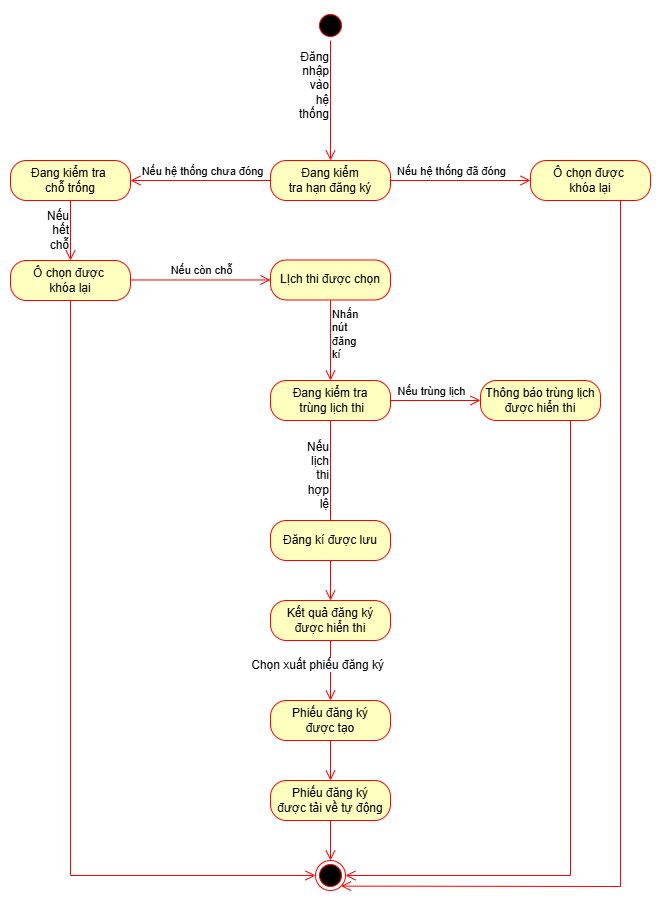 Đăng
nhập
vào
hệ
thống
Đang kiểm tra
chỗ trống
Nếu hệ thống chưa đóng
Đang kiểm
tra hạn đăng ký
Nếu hệ thống đã đóng
Ô chọn được
khóa lại
Nếu
hết
chỗ
Ô chọn được
khóa lại
Nếu còn chỗ
Lịch thi được chọn
Nhấn
nút
đăng
kí
Đang kiểm tra
trùng lịch thi
Nếu trùng lịch
Thông báo trùng lịch
được hiển thi
Nếu
lịch
thi
hợp
lệ
Đăng kí được lưu
Kết quả đăng ký
được hiển thi
Chọn xuất phiếu đăng ký
Phiếu đăng ký
được tạo
Phiếu đăng ký
được tải về tự động